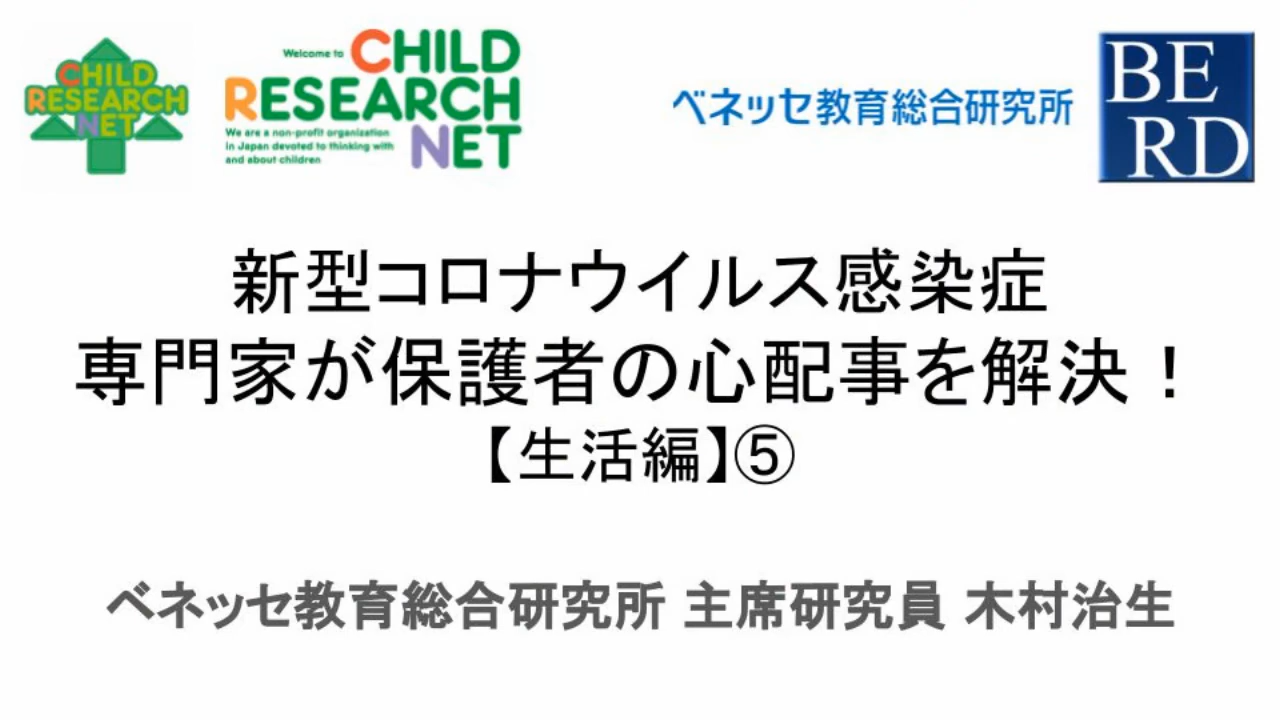 CHILD
RESEARCH
NET
Welcome to CHILD
RESEARCH
NET
We are a non-profit organization
in Japan devoted to thinking with
and about children
ベネッセ教育総合研究所
BE
RD
新型コロナウイルス感染症
専門家が保護者の心配事を解決！
【生活編】⑤
ベネッセ教育総合研究所 主席研究員 木村治生